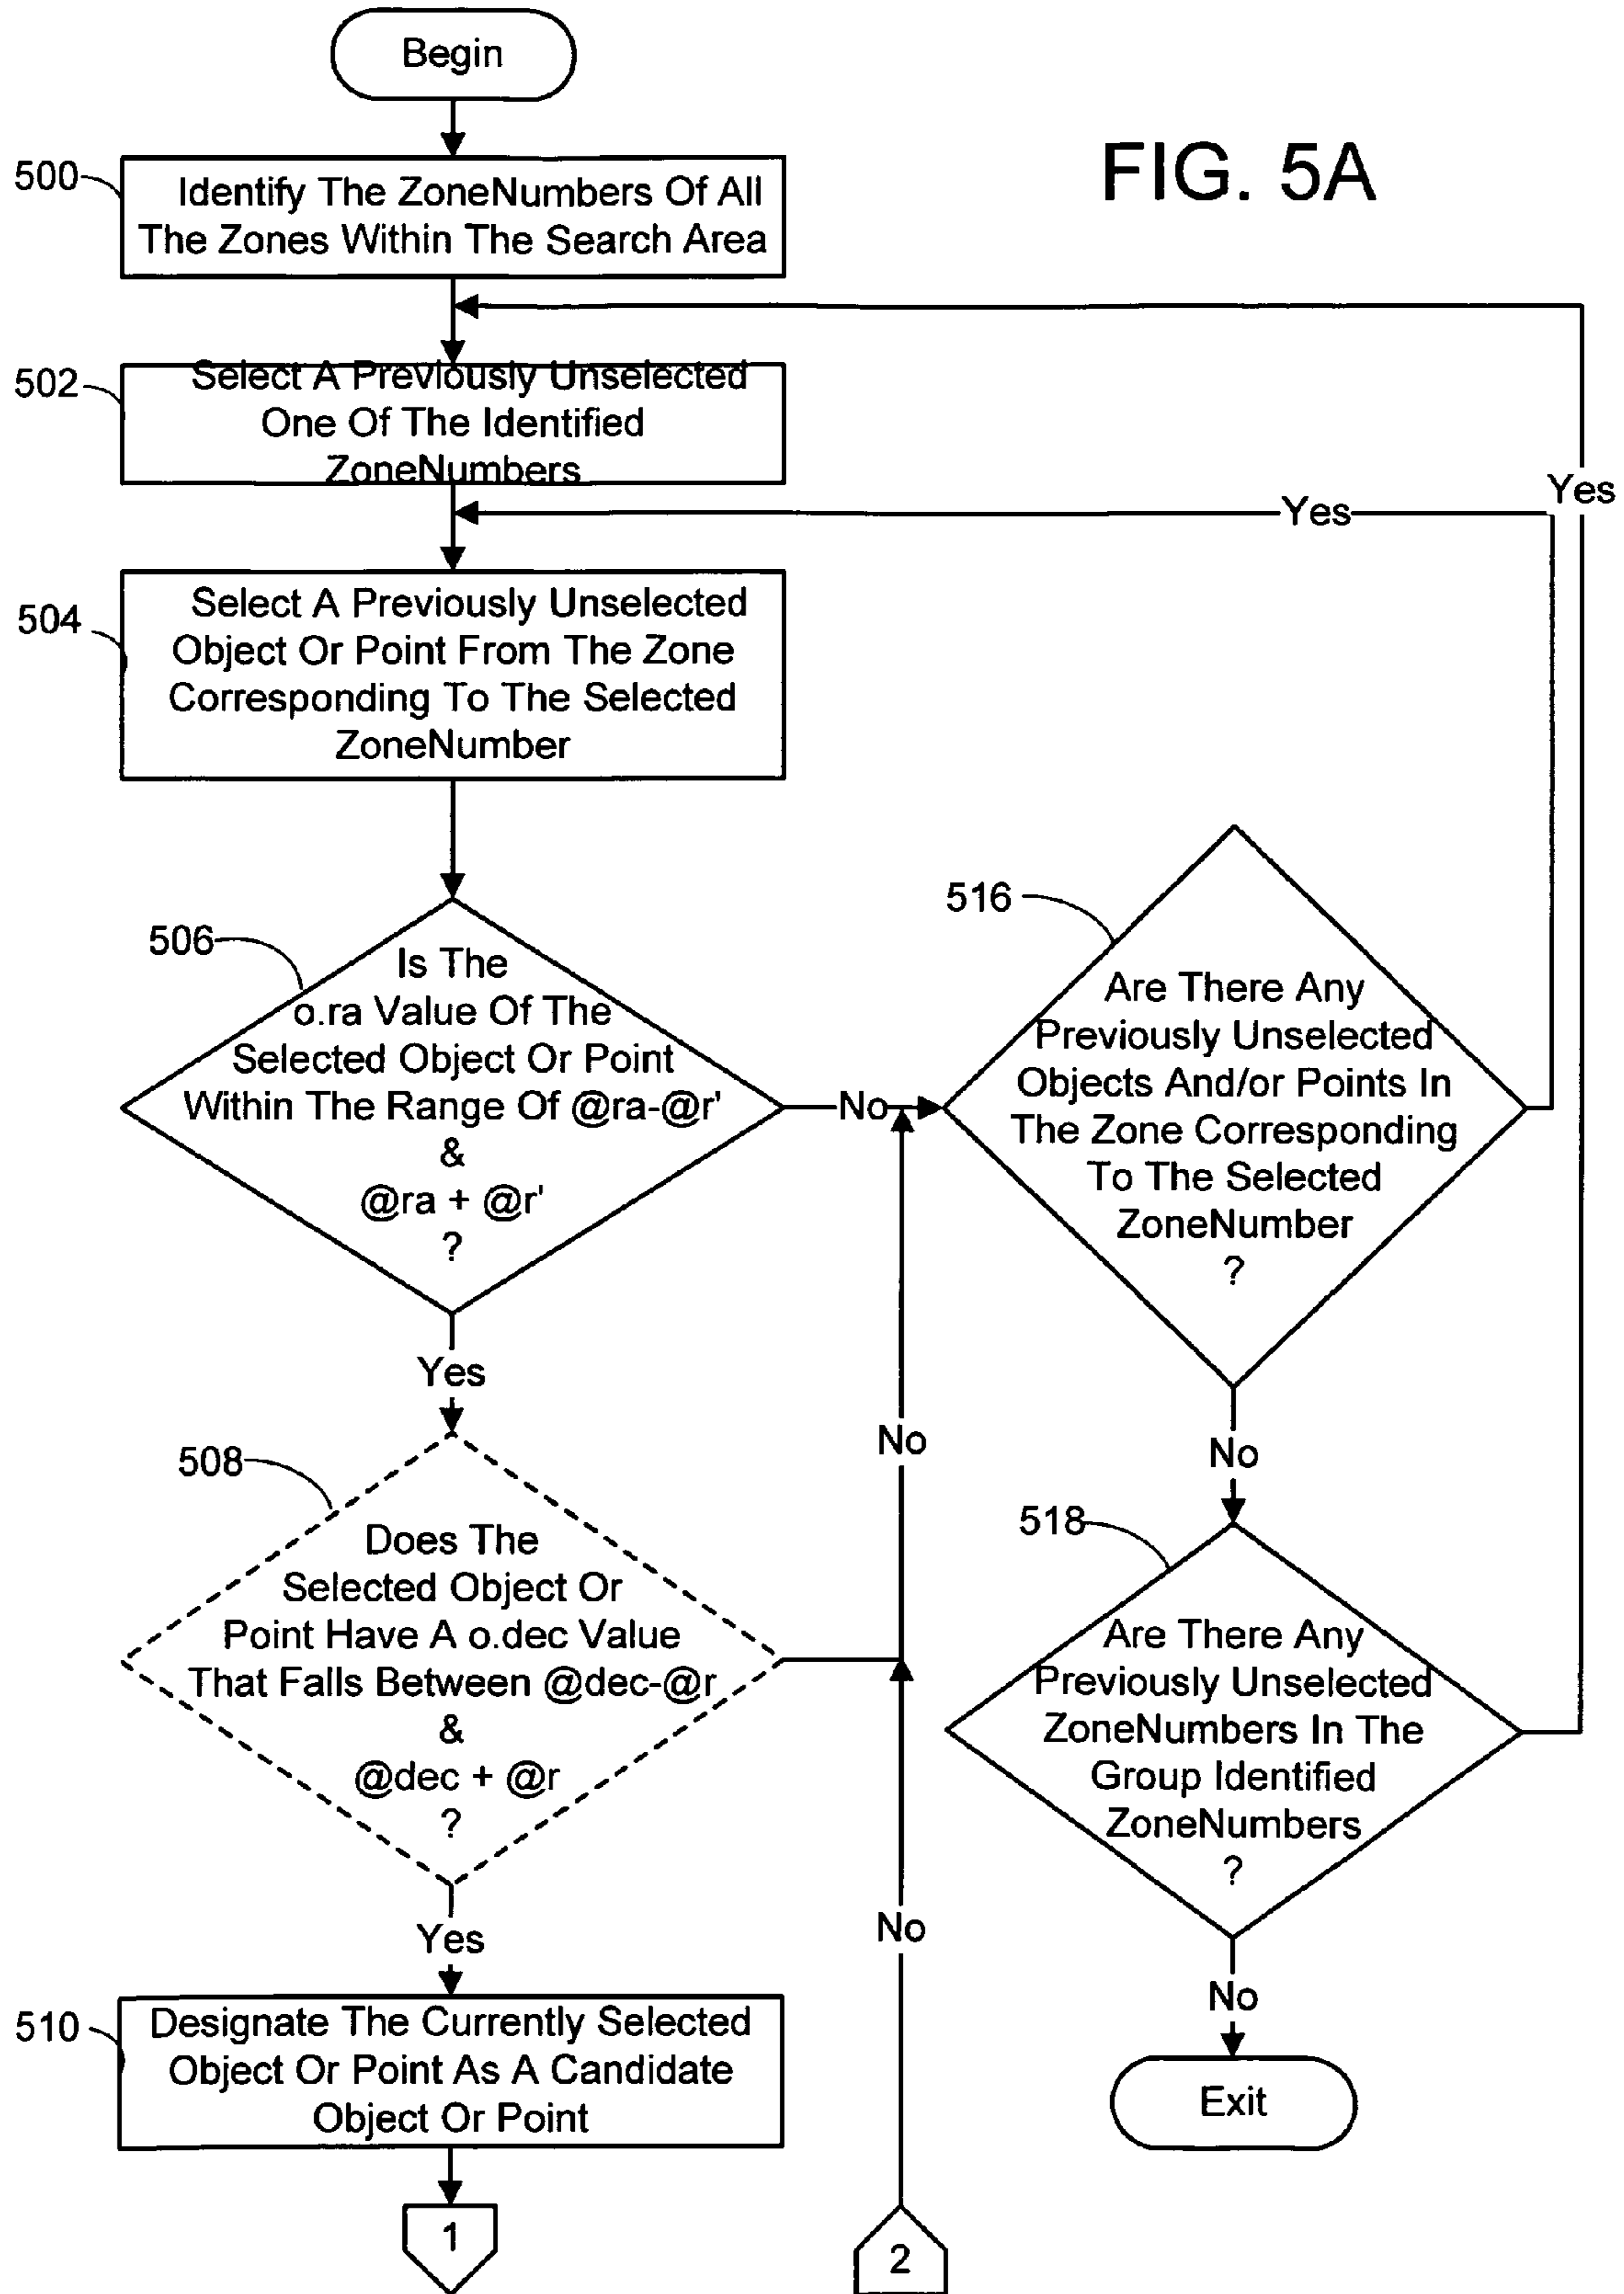 Begin
FIG. 5A
500
Identify The ZoneNumbers Of All
The Zones Within The Search Area
502
Select A Previously Unselected
One Of The Identified
ZoneNumbers
Yes
Yes
504
Select A Previously Unselected
Object Or Point From The Zone
Corresponding To The Selected
ZoneNumber
506
Is The
o.ra Value Of The
Selected Object Or Point
Within The Range Of @ra-@r'
&
@ra + @r'
?
No
516
Are There Any
Previously Unselected
Objects And/or Points In
The Zone Corresponding
To The Selected
ZoneNumber
?
Yes
No
No
508
Does The
Selected Object Or
Point Have A o.dec Value
That Falls Between @dec-@r
&
@dec + @r
?
518
Are There Any
Previously Unselected
ZoneNumbers In The
Group Identified
ZoneNumbers
?
Yes
No
No
510
Designate The Currently Selected
Object Or Point As A Candidate
Object Or Point
Exit
1
2